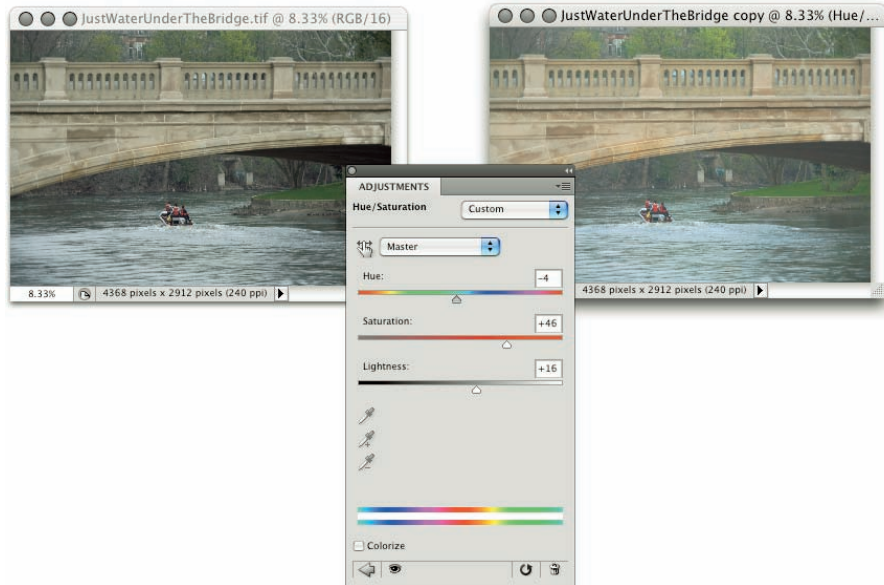 JustWaterUnderTheBridge.tif @ 8.33% (RGB/16)
JustWaterUnderTheBridge copy @ 8.33% (Hue/...
8.33%
4368 pixels x 2912 pixels (240 ppi)
4368 pixels x 2912 pixels (240 ppi)
ADJUSTMENTS
Hue/Saturation
Custom
Master
Hue:
-4
Saturation:
+46
Lightness:
+16
Colorize